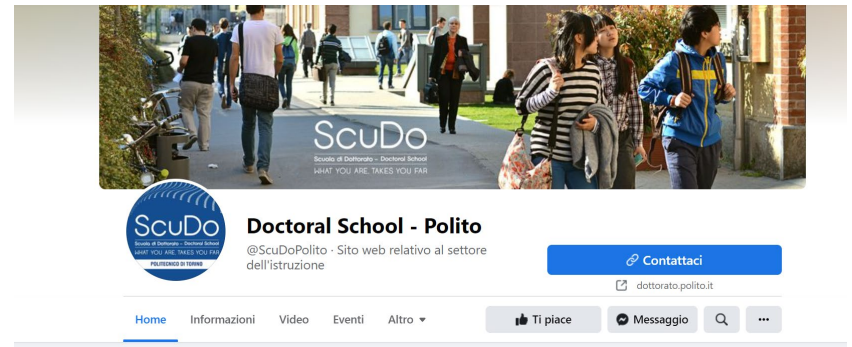 ScuDo
Scuola di Dottorato - Doctoral School
WHAT YOU ARE, TAKES YOU FAR
ScuDo
Scuola di Dottorato - Doctoral School
WHAT YOU ARE, TAKES YOU FAR
POLITECNICO DI TORINO
Doctoral School - Polito
@ScuDoPolito · Sito web relativo al settore
dell'istruzione
Contattaci
dottorato.polito.it
Home Informazioni Video Eventi Altro Ti piace Messaggio